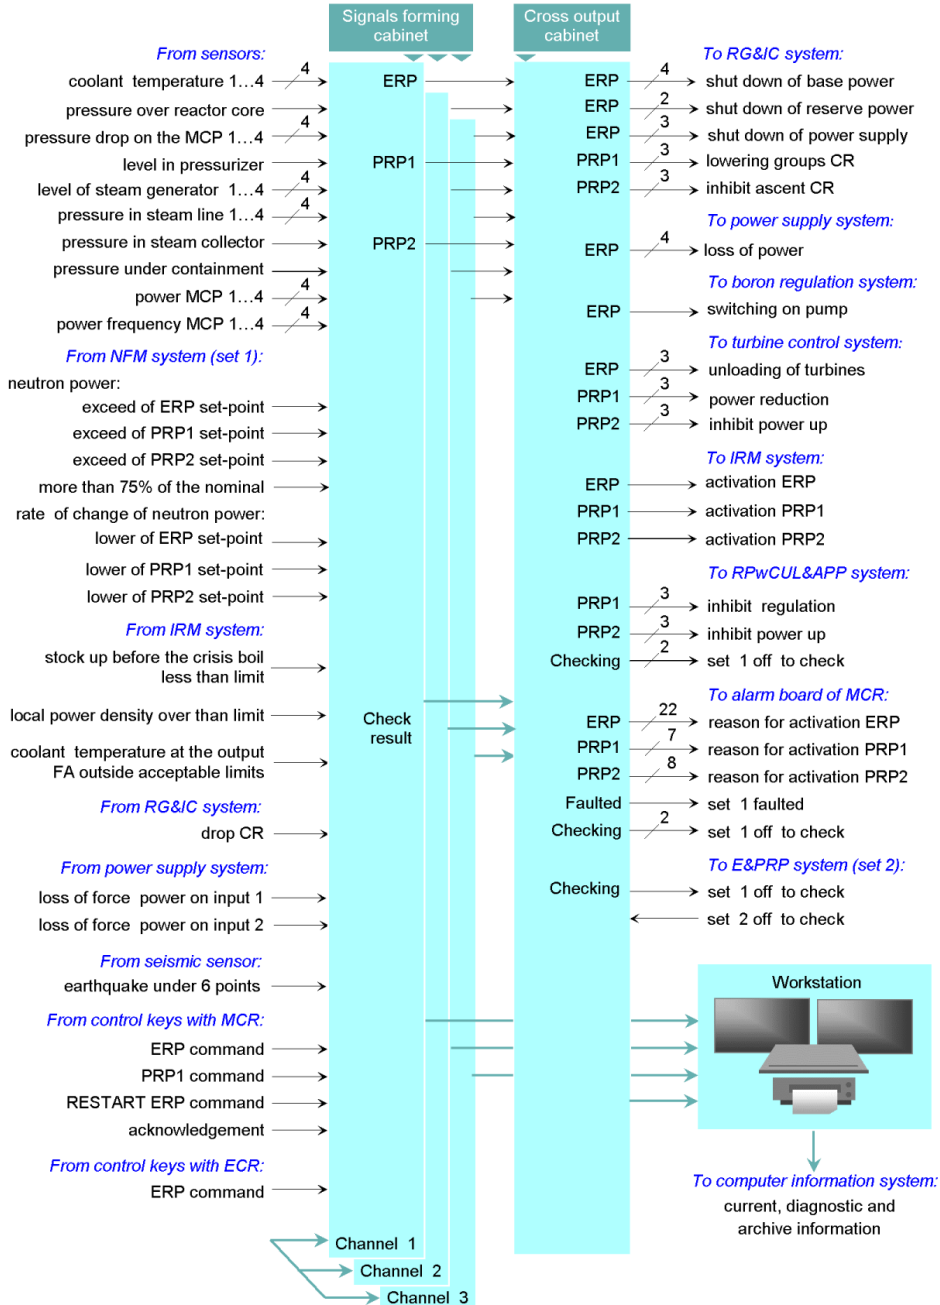 Signals forming
cabinet
Cross output
cabinet
From sensors:
coolant temperature 1...4
4
pressure over reactor core
pressure drop on the MCP 1...4
4
level in pressurizer
level of steam generator 1...4
4
pressure in steam line 1...4
4
pressure in steam collector
pressure under containment
power MCP 1...4
4
power frequency MCP 1...4
4
From NFM system (set 1):
neutron power:
exceed of ERP set-point
exceed of PRP1 set-point
exceed of PRP2 set-point
more than 75% of the nominal
rate of change of neutron power:
lower of ERP set-point
lower of PRP1 set-point
lower of PRP2 set-point
From IRM system:
stock up before the crisis boil
less than limit
local power density over than limit
coolant temperature at the output
FA outside acceptable limits
From RG&IC system:
drop CR
From power supply system:
loss of force power on input 1
loss of force power on input 2
From seismic sensor:
earthquake under 6 points
From control keys with MCR:
ERP command
PRP1 command
RESTART ERP command
acknowledgement
From control keys with ECR:
ERP command
ERP
PRP1
PRP2
Check
result
Channel 1
Channel 2
Channel 3
To RG&IC system:
ERP
4
shut down of base power
ERP
2
shut down of reserve power
ERP
3
shut down of power supply
PRP1
3
lowering groups CR
PRP2
3
inhibit ascent CR
To power supply system:
ERP
4
loss of power
To boron regulation system:
ERP
switching on pump
To turbine control system:
ERP
3
unloading of turbines
PRP1
3
power reduction
PRP2
3
inhibit power up
To IRM system:
ERP
activation ERP
PRP1
activation PRP1
PRP2
activation PRP2
To RPwCUL&APP system:
PRP1
3
inhibit regulation
PRP2
3
inhibit power up
Checking
2
set 1 off to check
To alarm board of MCR:
ERP
22
reason for activation ERP
PRP1
7
reason for activation PRP1
PRP2
8
reason for activation PRP2
Faulted
set 1 faulted
Checking
2
set 1 off to check
To E&PRP system (set 2):
Checking
set 1 off to check
set 2 off to check
Workstation
To computer information system:
current, diagnostic and
archive information